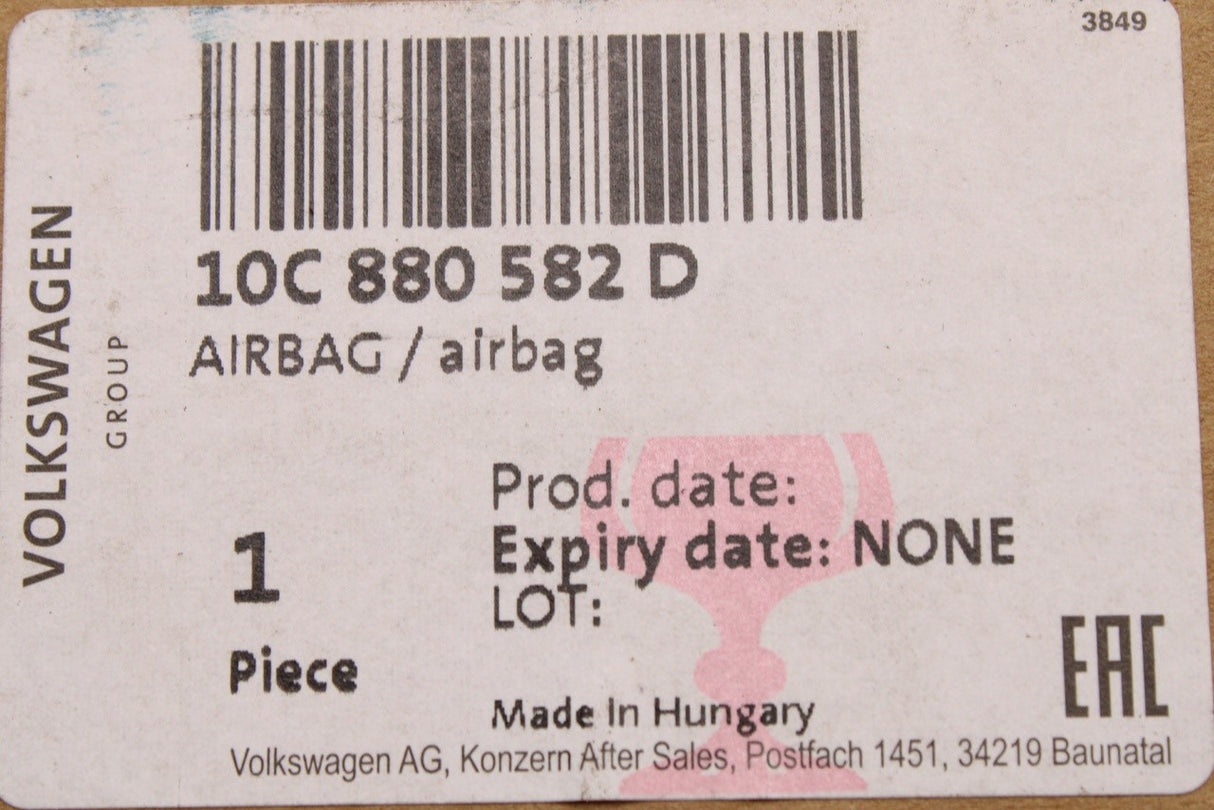 3849
10C 880 582 D
AIRBAG / airbag
VOLKSWAGEN
GROUP
Prod. date:
Expiry date: NONE
LOT:
1
Piece
EAC
Made In Hungary
Volkswagen AG, Konzern After Sales, Postfach 1451, 34219 Baunatal